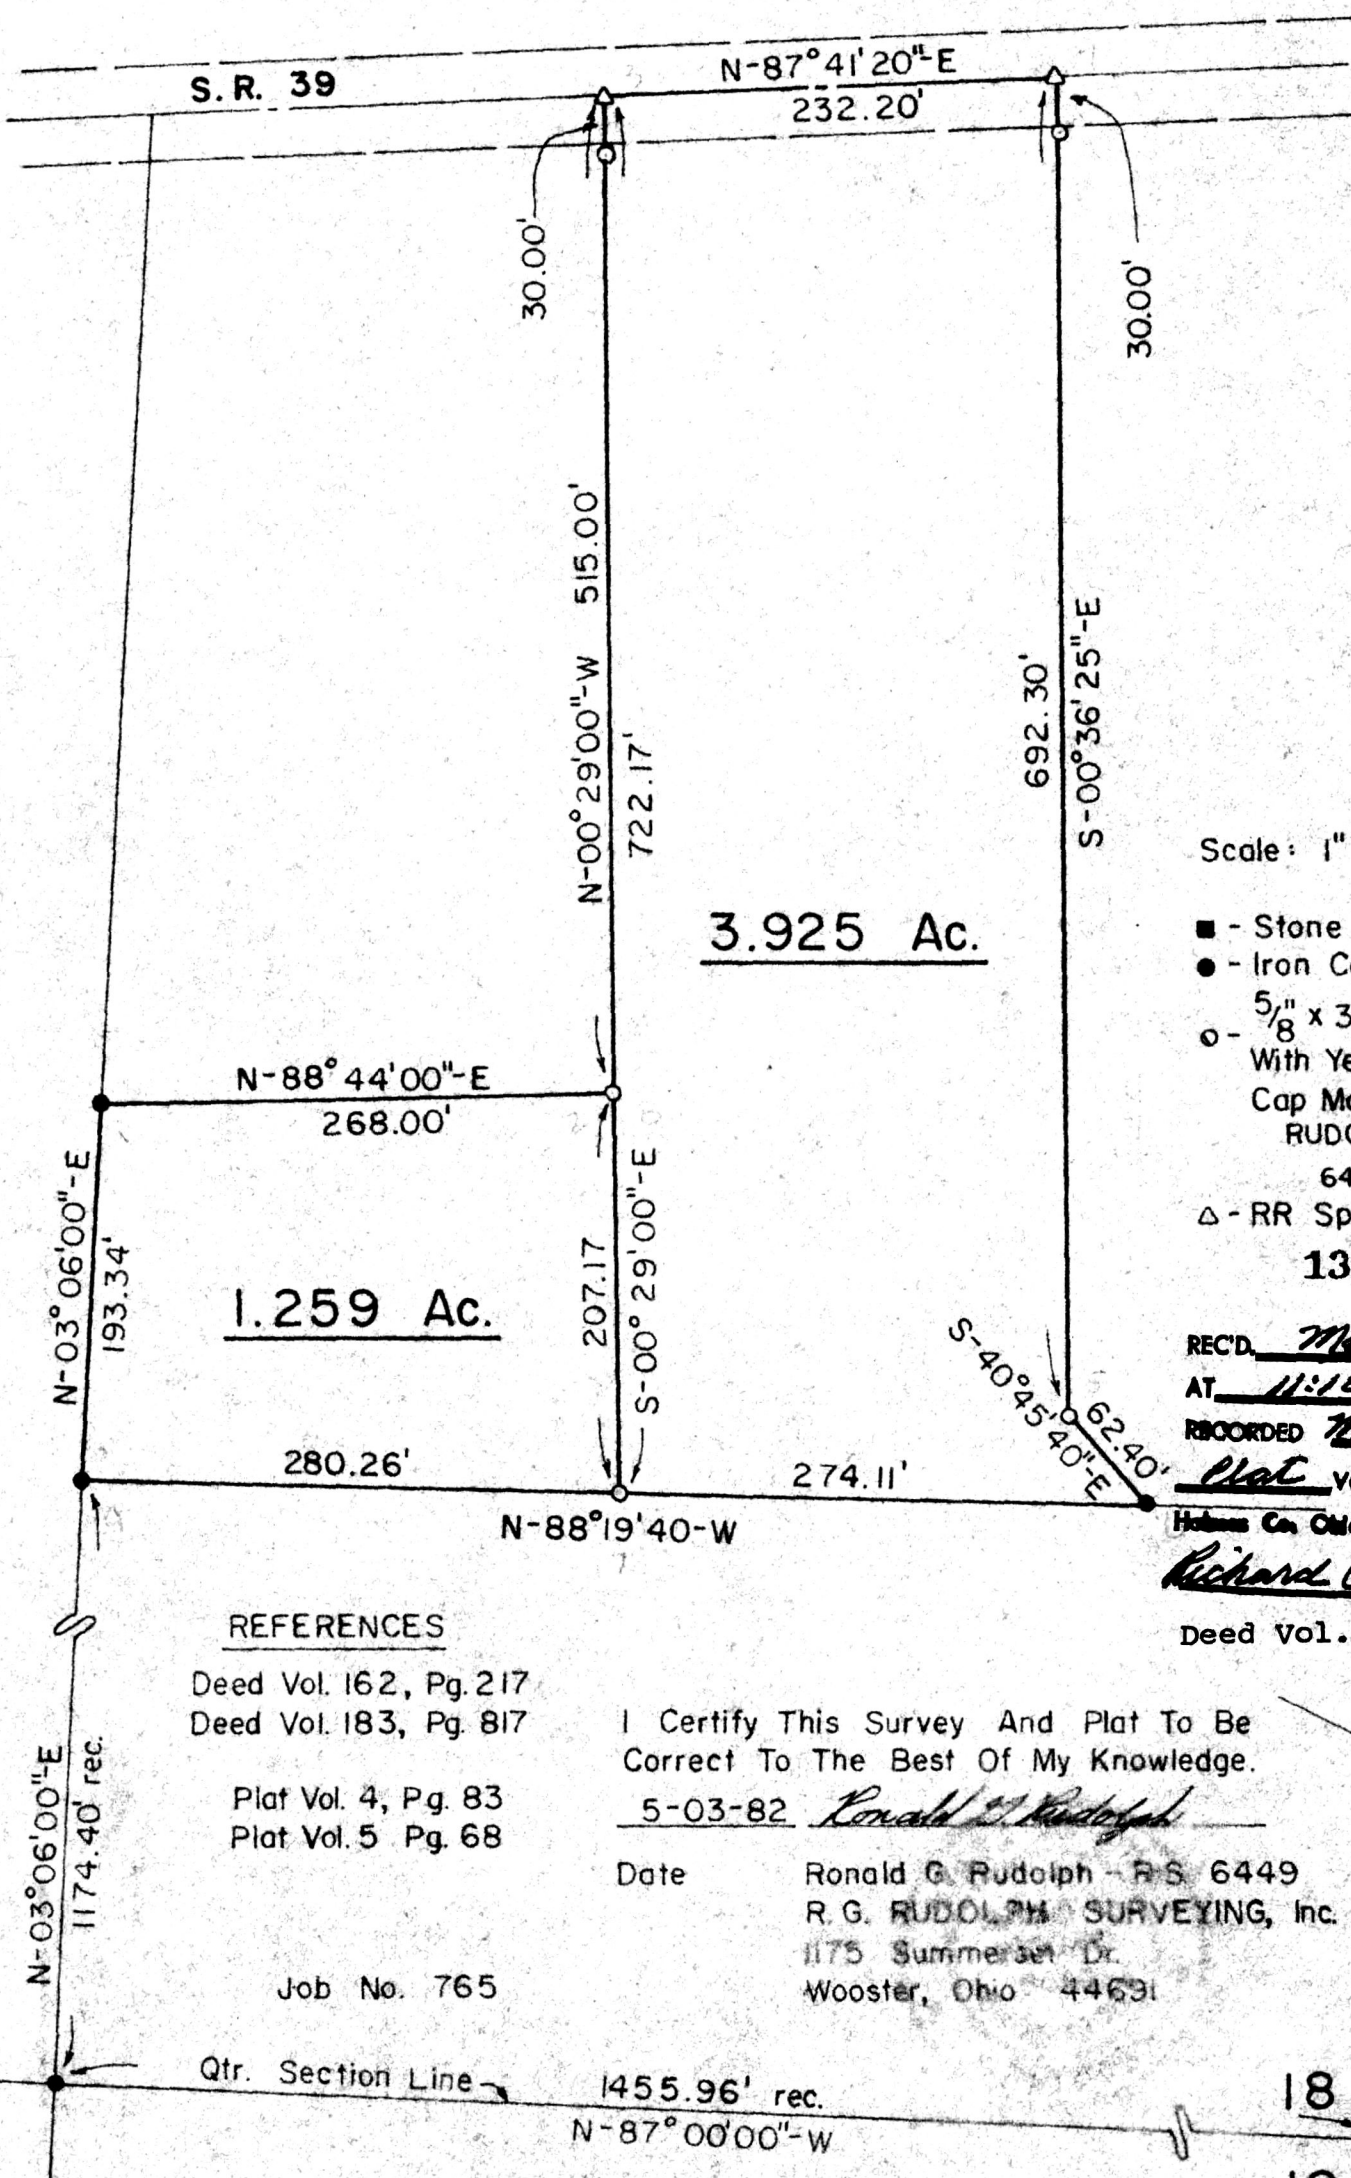 S.R. 39
N-87°41'20"-E
232.20'
30.00'
30.00'
N-00°29'00"-W 515.00'
722.17'
692.30'
S-00°36'25"-E
3.925 Ac.
N-88°44'00"-E
268.00'
N-03°06'00"-E
193.34'
1.259 Ac.
207.17
S-00°29'00"-E
S-40°45'40"-E
62.40'
280.26'
274.11'
N-88°19'40-W
Scale: 1"
■ - Stone
● - Iron
○ - 5/8" x 3
With
Cap
△ - RR
13
REC'D.
AT
RECORDED
Plat
Holmes Co.
Richard
Deed Vol.
REFERENCES
Deed Vol. 162, Pg. 217
Deed Vol. 183, Pg. 817
Plat Vol. 4, Pg. 83
Plat Vol. 5 Pg. 68
Job No. 765
I Certify This Survey And Plat To Be
Correct To The Best Of My Knowledge.
5-03-82 Ronald G. Rudolph
Date Ronald G. Rudolph - R.S. 6449
R.G. RUDOLPH SURVEYING, Inc.
1175 Summerset Dr.
Wooster, Ohio 44691
N-03°06'00"-E
1174.40' rec.
Qtr. Section Line
1455.96' rec.
N-87°00'00"-W
18